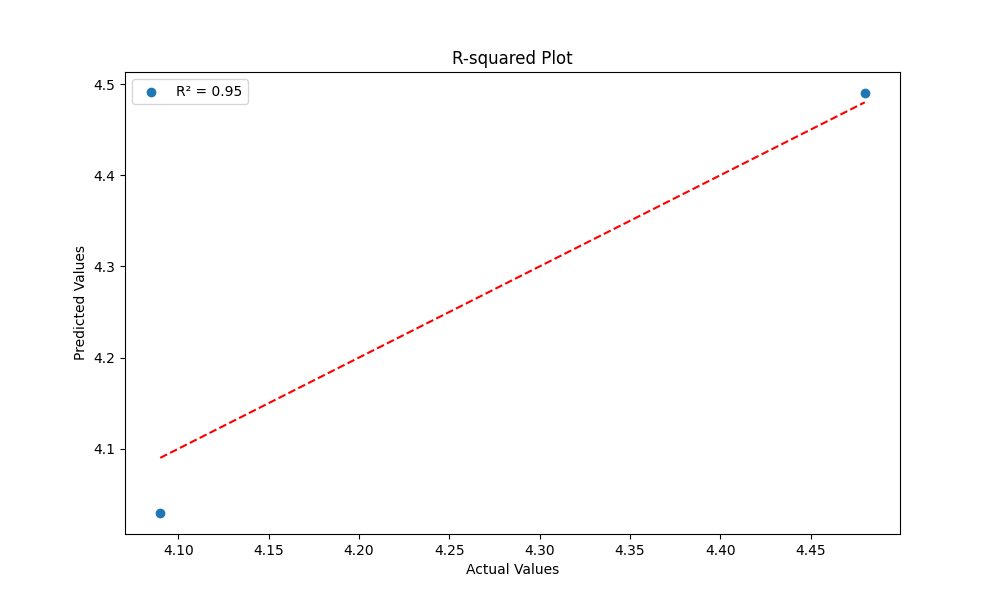 R-squared Plot
R² = 0.95
4.5
4.4
4.3
4.2
4.1
Predicted Values
4.10 4.15 4.20 4.25 4.30 4.35 4.40 4.45
Actual Values